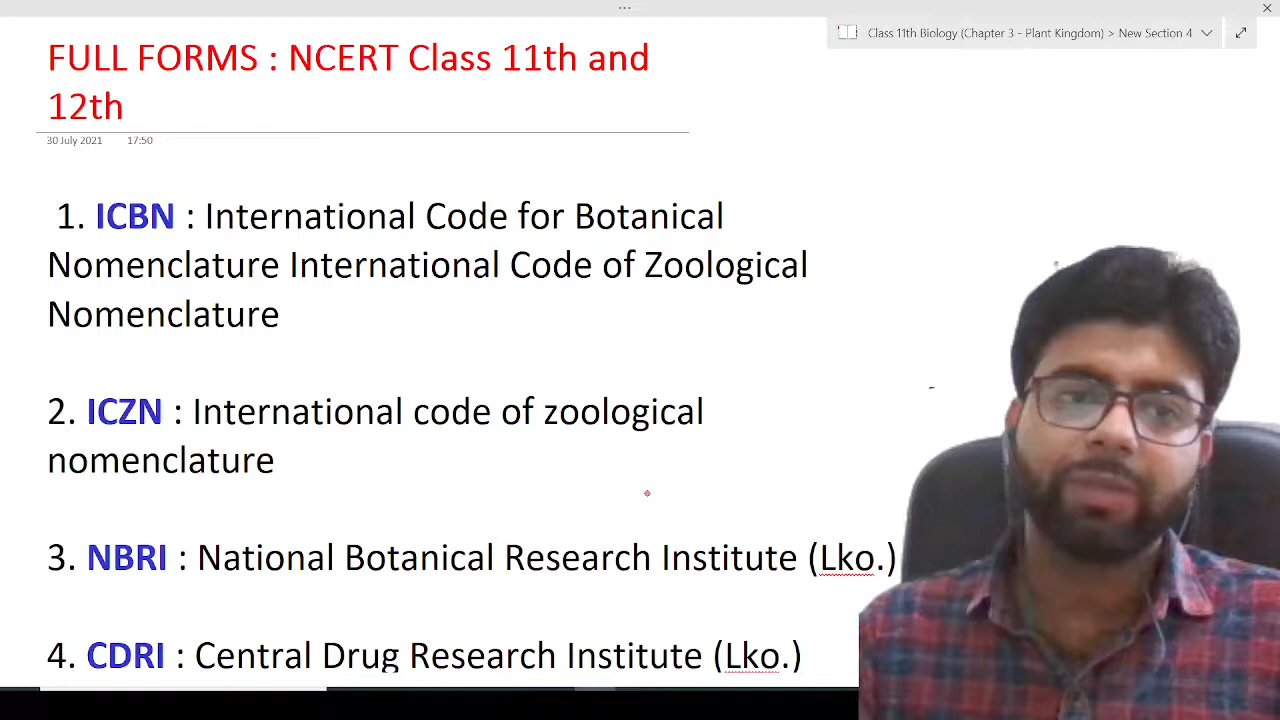 Class 11th Biology (Chapter 3 - Plant Kingdom) > New Section 4
FULL FORMS : NCERT Class 11th and
12th
30 July 2021 17:50
1. ICBN : International Code for Botanical
Nomenclature International Code of Zoological
Nomenclature
2. ICZN : International code of zoological
nomenclature
3. NBRI : National Botanical Research Institute (Lko.)
4. CDRI : Central Drug Research Institute (Lko.)